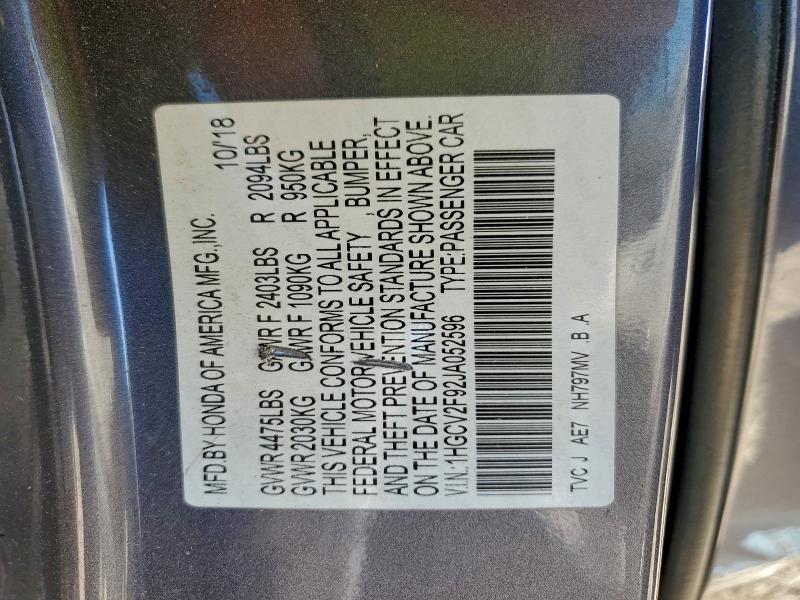 MFD.BY HONDA OF AMERICA MFG.,INC. 10/'18
GVWR 4475LBS GAWR F 2403LBS R 2094LBS
GVWR 2030KG GAWR F 1090KG R 950KG
THIS VEHICLE CONFORMS TO ALL APPLICABLE
FEDERAL MOTOR VEHICLE SAFETY , BUMPER,
AND THEFT PREVENTION STANDARDS IN EFFECT
ON THE DATE OF MANUFACTURE SHOWN ABOVE.
V.I.N.:1HGCV2F92JA052596 TYPE:PASSENGER CAR
TVC J AE7 NH797MV .B .A